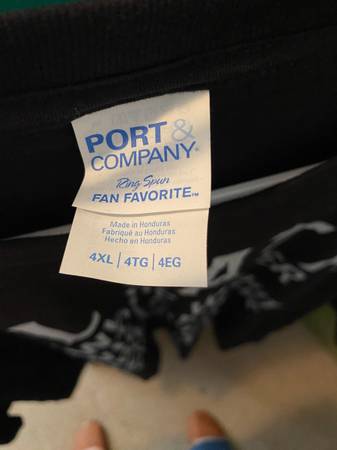 PORT &
COMPANY®
Ring Spun
FAN FAVORITE™
Made in Honduras
Fabriqué au Honduras
Hecho en Honduras
4XL | 4TG | 4EG